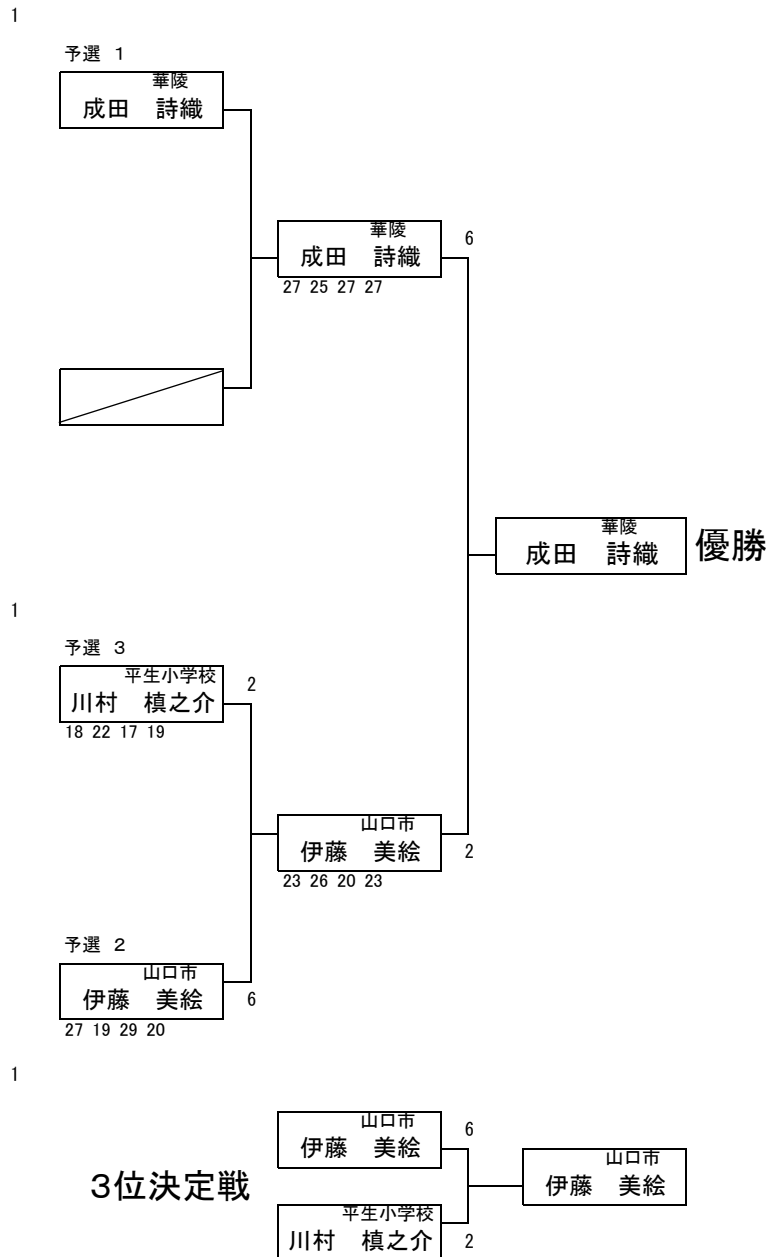 1
予選 1
華陵
成田 詩織
華陵
6
成田 詩織
27 25 27 27
華陵
成田 詩織
優勝
1
予選 3
平生小学校
2
川村 槙之介
18 22 17 19
山口市
伊藤 美絵
2
23 26 20 23
予選 2
山口市
伊藤 美絵
6
27 19 29 20
1
山口市
6
伊藤 美絵
山口市
伊藤 美絵
3位決定戦
平生小学校
川村 槙之介
2